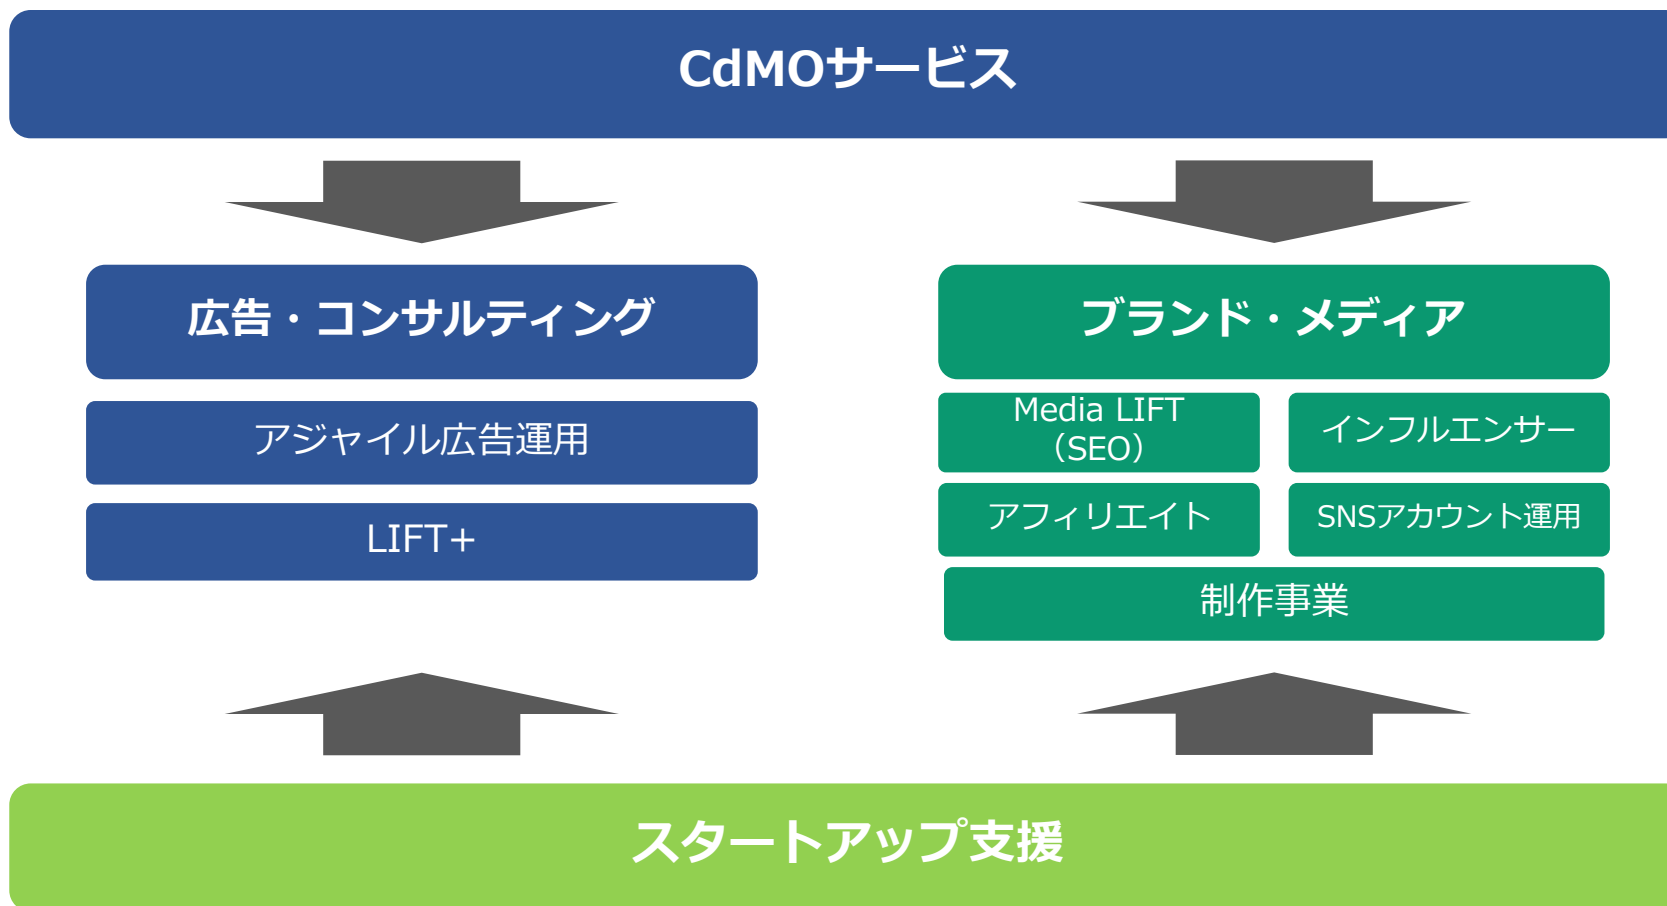 CdMOサービス
広告・コンサルティング
アジャイル広告運用
LIFT+
ブランド・メディア
Media LIFT
（SEO）
インフルエンサー
アフィリエイト
SNSアカウント運用
制作事業
スタートアップ支援